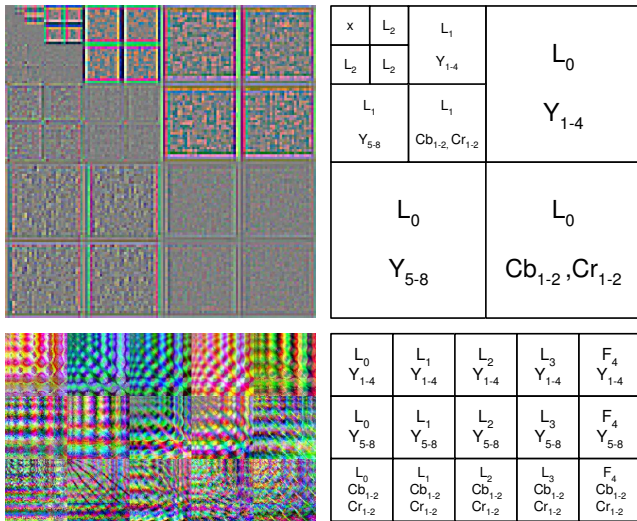 x L₂ L₁ L₀
L₂ L₂ Y₁₋₄ Y₁₋₄
L₁ L₁
Y₅₋₈ Cb₁₋₂, Cr₁₋₂
L₀ L₀
Y₅₋₈ Cb₁₋₂ ,Cr₁₋₂
L₀ L₁ L₂ L₃ F₄
Y₁₋₄ Y₁₋₄ Y₁₋₄ Y₁₋₄ Y₁₋₄
L₀ L₁ L₂ L₃ F₄
Y₅₋₈ Y₅₋₈ Y₅₋₈ Y₅₋₈ Y₅₋₈
L₀ L₁ L₂ L₃ F₄
Cb₁₋₂ Cb₁₋₂ Cb₁₋₂ Cb₁₋₂ Cb₁₋₂
Cr₁₋₂ Cr₁₋₂ Cr₁₋₂ Cr₁₋₂ Cr₁₋₂